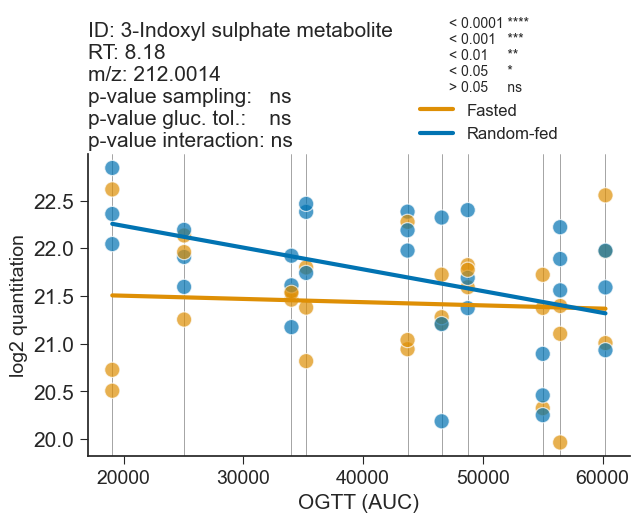 ID: 3-Indoxyl sulphate metabolite
RT: 8.18
m/z: 212.0014
p-value sampling: ns
p-value gluc. tol.: ns
p-value interaction: ns
< 0.0001 ****
< 0.001 ***
< 0.01 **
< 0.05 *
> 0.05 ns
Fasted
Random-fed
log2 quantitation
22.5
22.0
21.5
21.0
20.5
20.0
20000 30000 40000 50000 60000
OGTT (AUC)